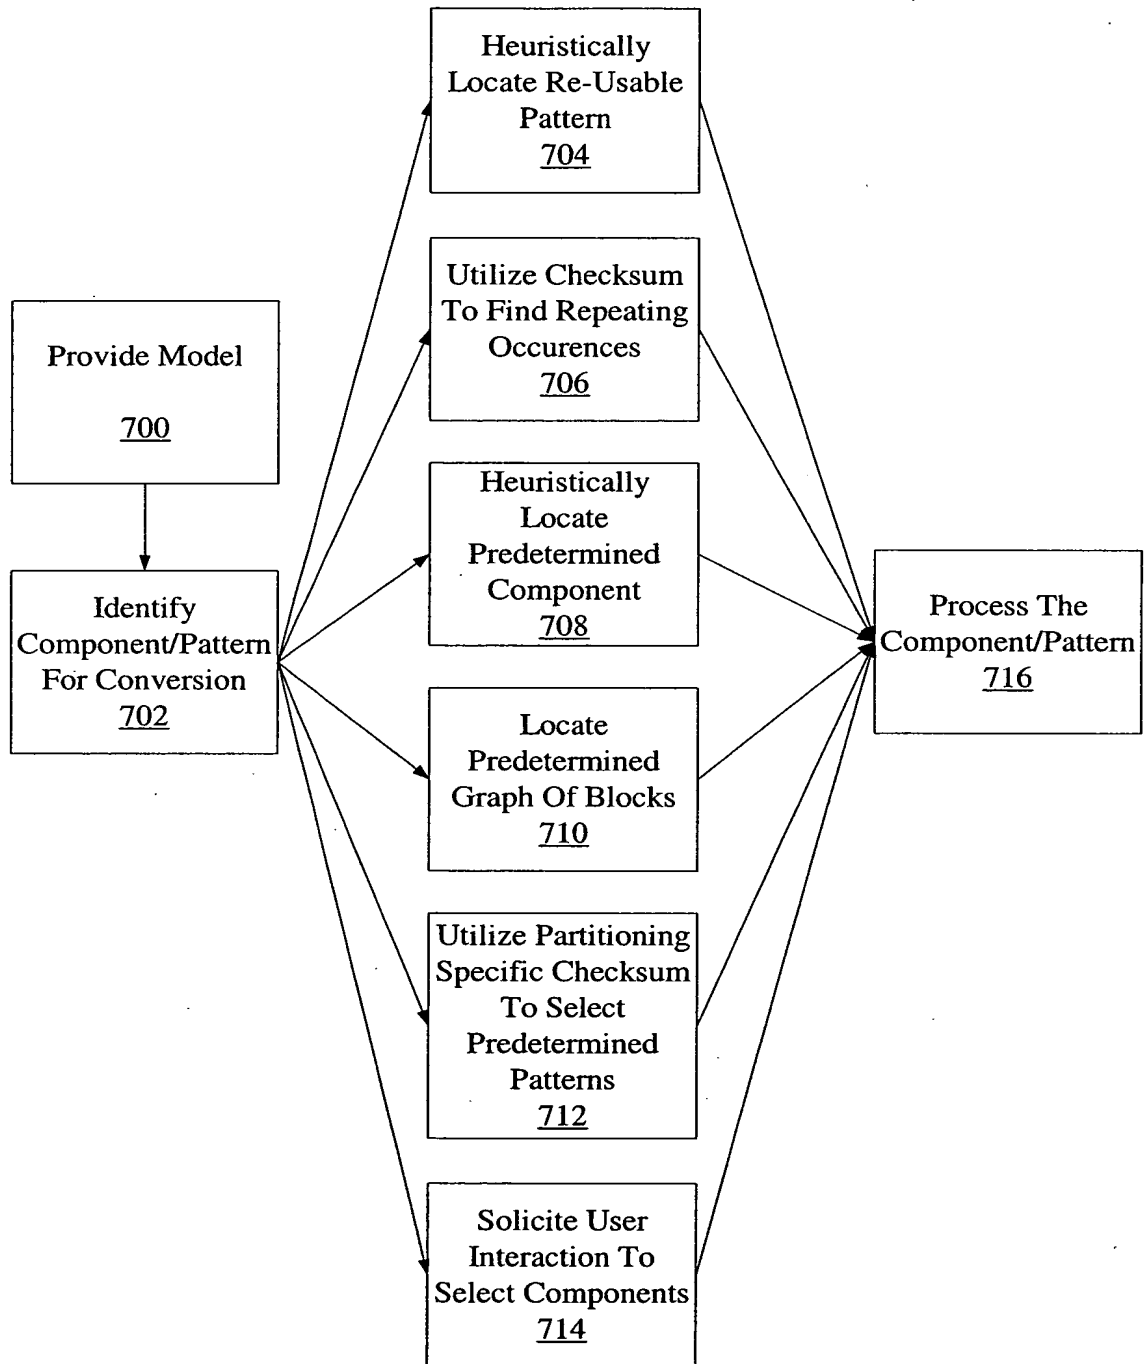 Provide Model
700
Identify
Component/Pattern
For Conversion
702
Heuristically
Locate Re-Usable
Pattern
704
Utilize Checksum
To Find Repeating
Occurences
706
Heuristically
Locate
Predetermined
Component
708
Locate
Predetermined
Graph Of Blocks
710
Utilize Partitioning
Specific Checksum
To Select
Predetermined
Patterns
712
Solicite User
Interaction To
Select Components
714
Process The
Component/Pattern
716